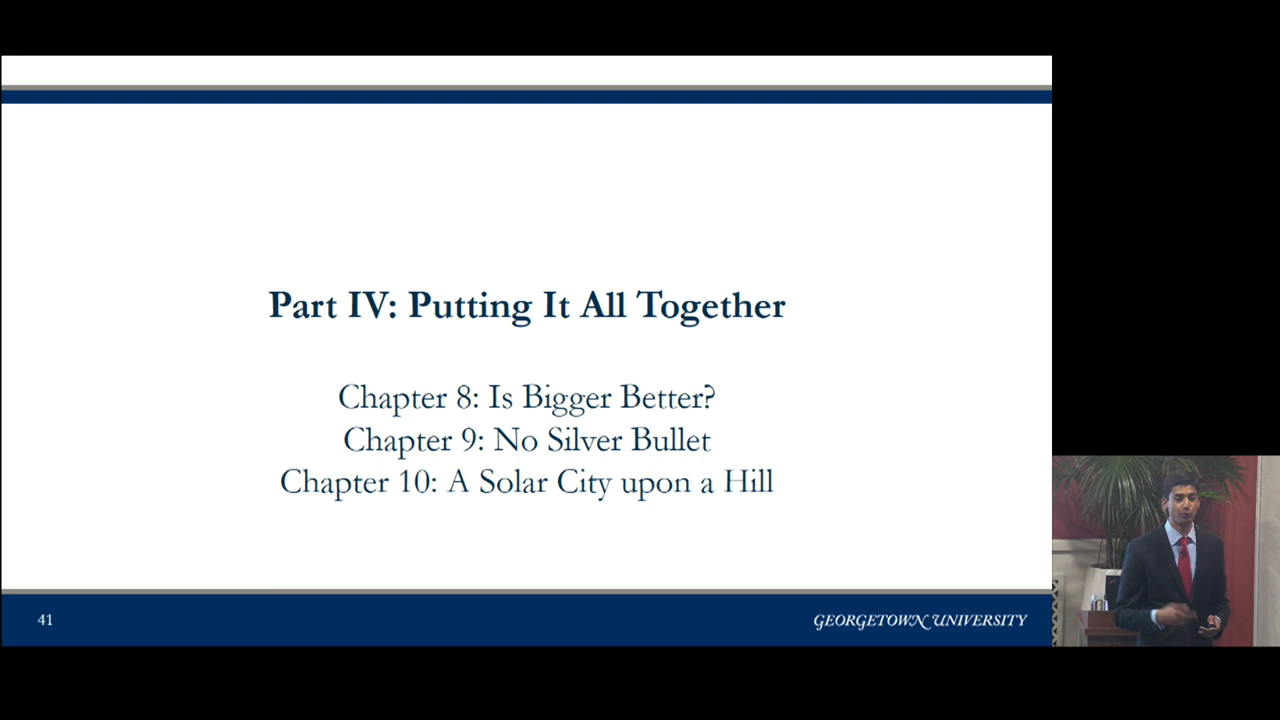 Part IV: Putting It All Together
Chapter 8: Is Bigger Better?
Chapter 9: No Silver Bullet
Chapter 10: A Solar City upon a Hill
41
GEORGETOWN UNIVERSITY